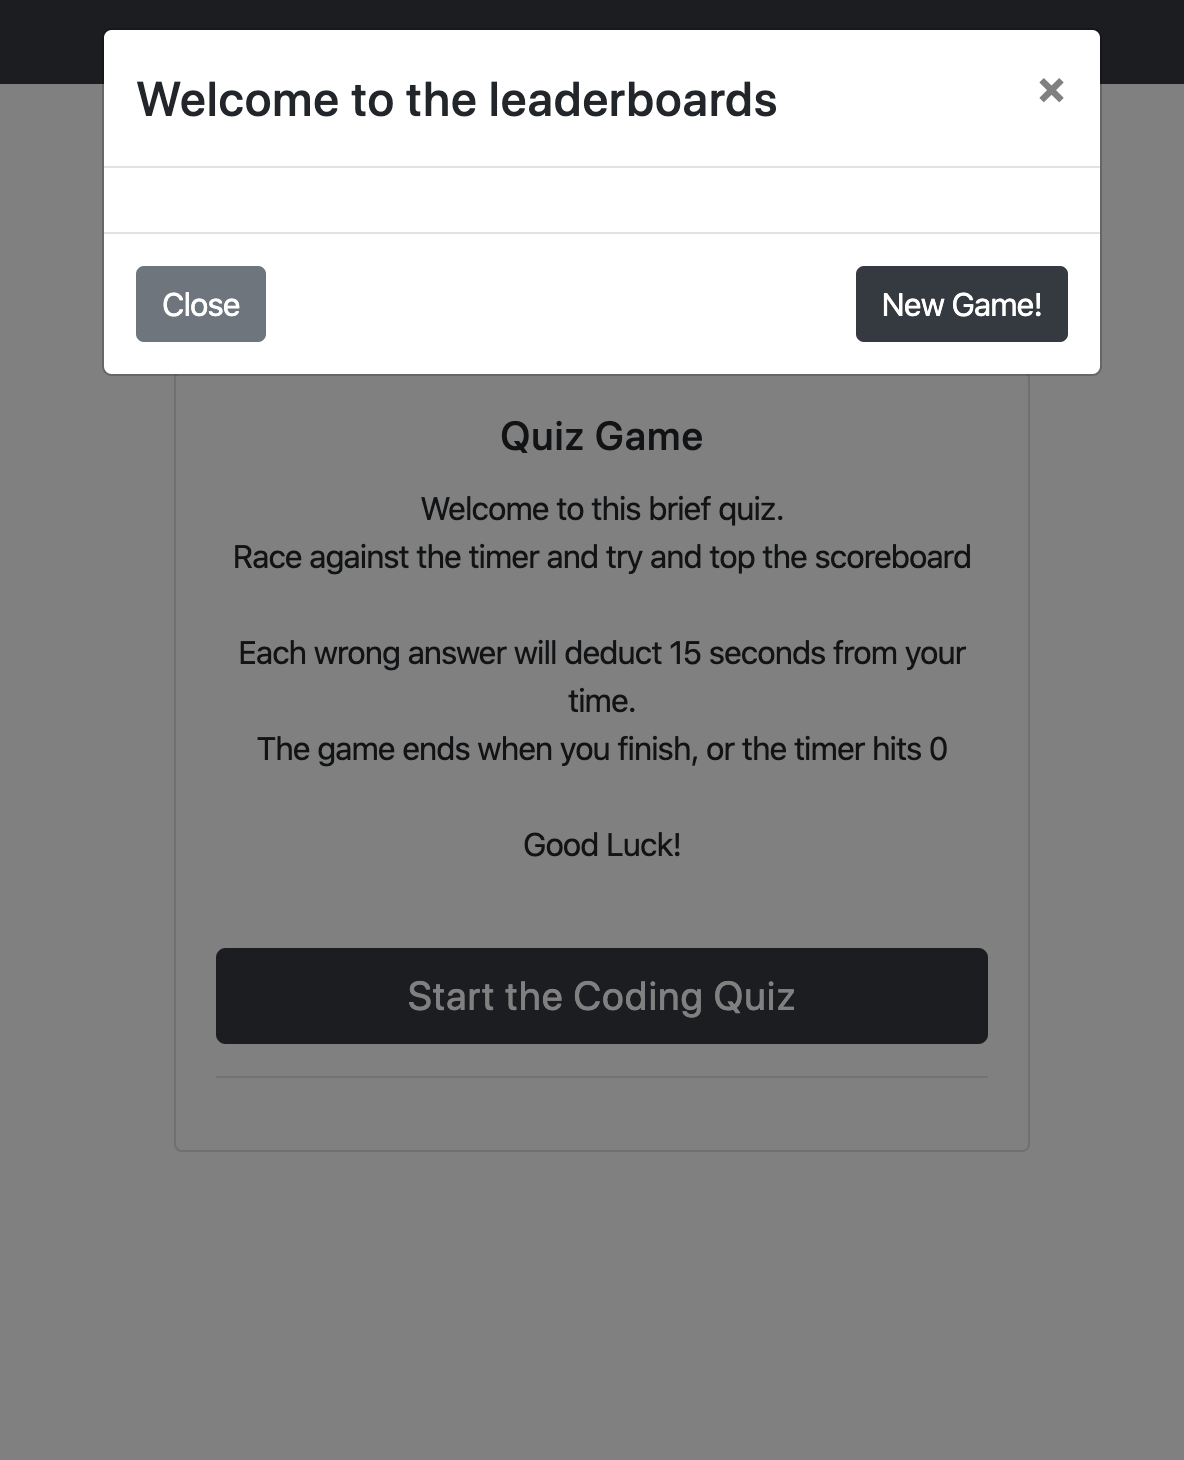 Welcome to the leaderboards
×
Close
New Game!
Quiz Game
Welcome to this brief quiz.
Race against the timer and try and top the scoreboard
Each wrong answer will deduct 15 seconds from your
time.
The game ends when you finish, or the timer hits 0
Good Luck!
Start the Coding Quiz